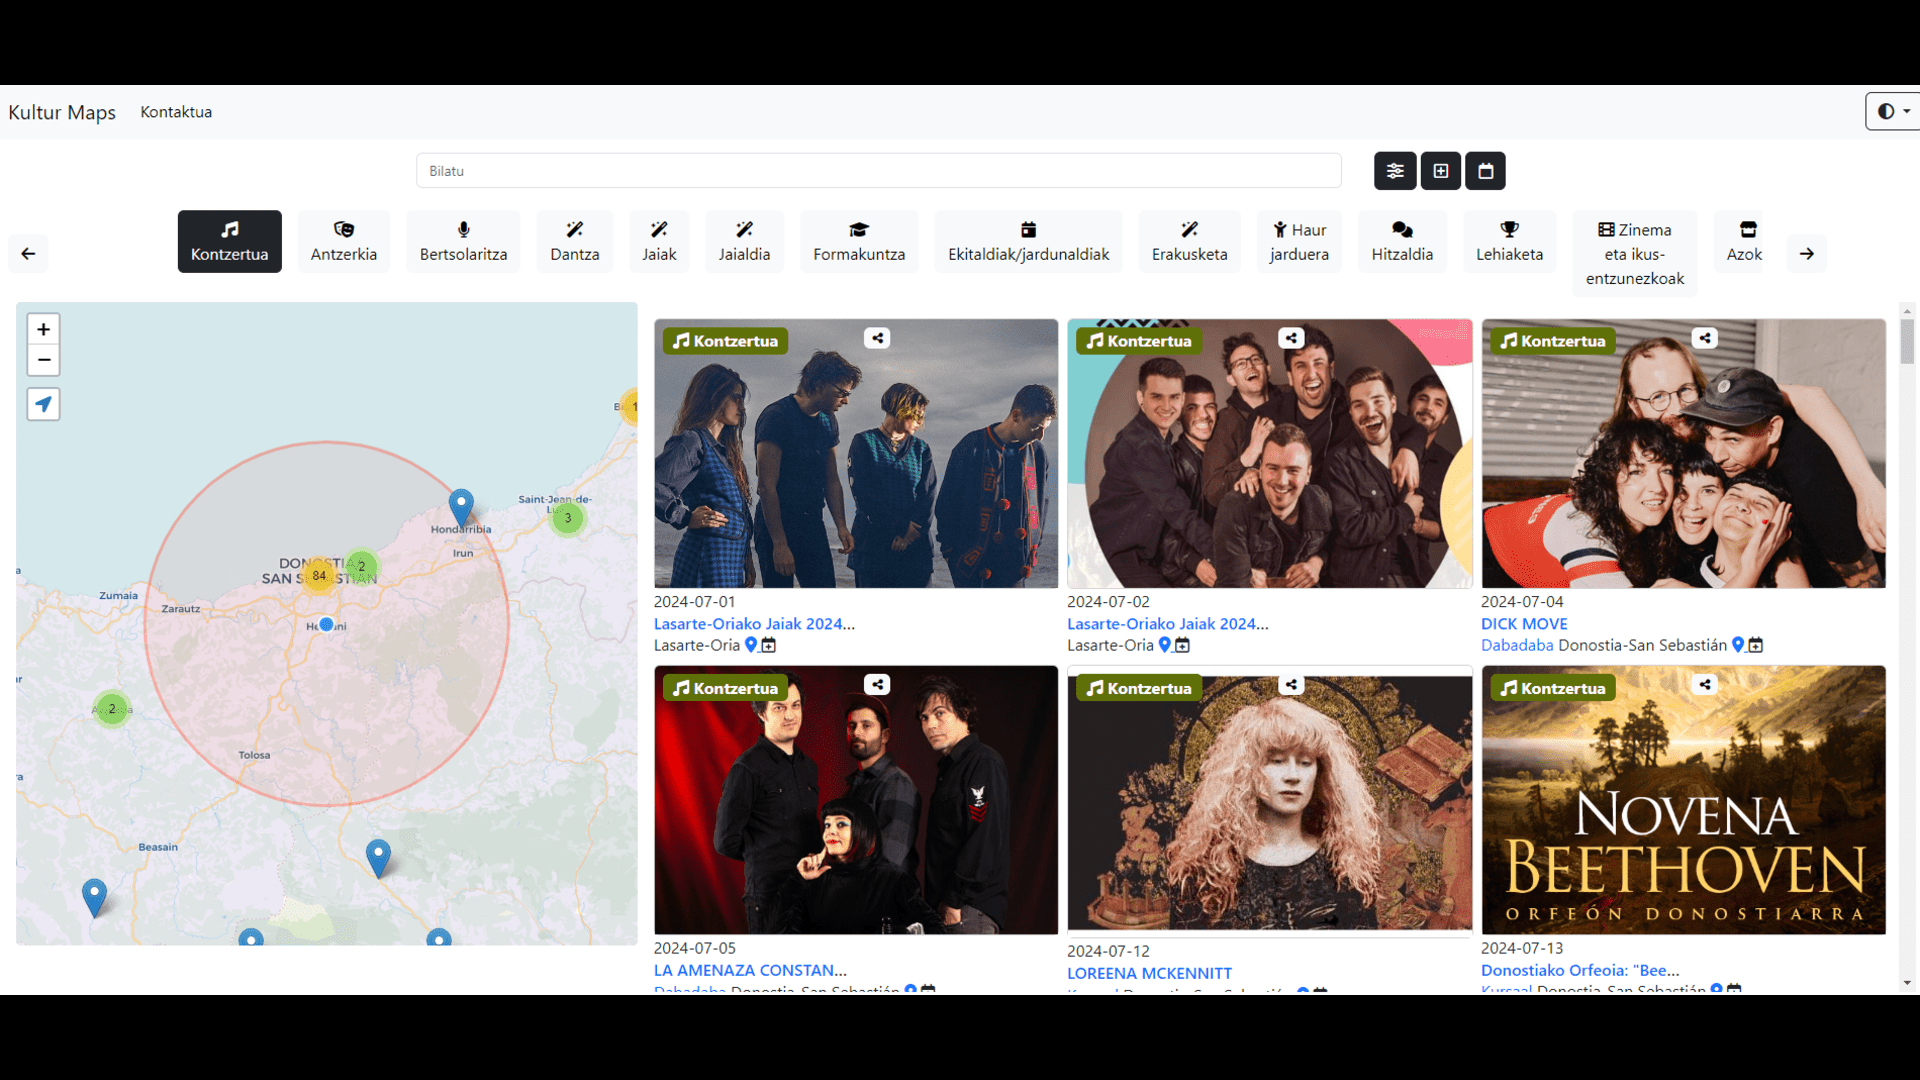 Kultur Maps
Kontaktua
Bilatu
Kontzertua
Antzerkia
Bertsolaritza
Dantza
Jaiak
Jaialdia
Formakuntza
Ekitaldiak/jardunaldiak
Erakusketa
Haur
jarduera
Hitzaldia
Lehiaketa
Zinema
eta ikus-
entzunezkoak
Azok
+
−
1
Saint-Jean-de-
3
Hondarribia
Irun
DONOSTIA
2
84
SAN SEBASTIÁN
Zumaia
Zarautz
2
Tolosa
Beasain
Kontzertua
2024-07-01
Lasarte-Oriako Jaiak 2024...
Lasarte-Oria
Kontzertua
2024-07-02
Lasarte-Oriako Jaiak 2024...
Lasarte-Oria
Kontzertua
2024-07-04
DICK MOVE
Dabadaba Donostia-San Sebastián
Kontzertua
2024-07-05
LA AMENAZA CONSTAN...
Dabadaba Donostia-San Sebastián
Kontzertua
2024-07-12
LOREENA MCKENNITT
Kursaal Donostia-San Sebastián
Kontzertua
NOVENA
BEETHOVEN
ORFEÓN DONOSTIARRA
2024-07-13
Donostiako Orfeoia: "Bee...
Kursaal Donostia-San Sebastián